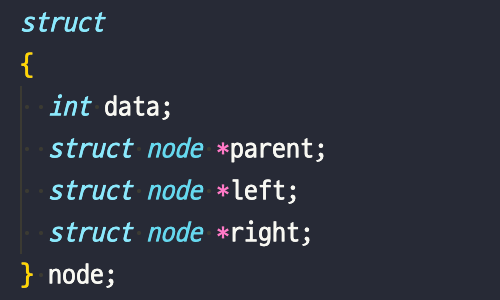 struct
{
int data;
struct node *parent;
struct node *left;
struct node *right;
} node;